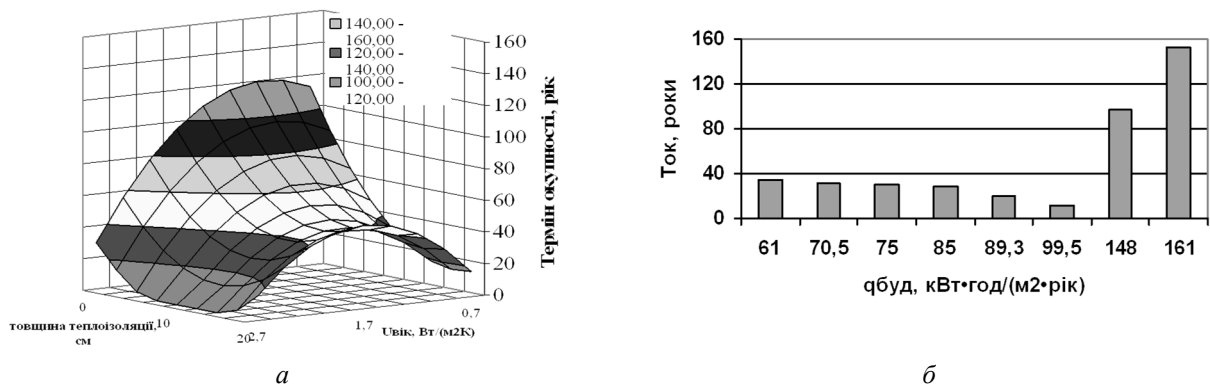 140,00 -
160,00
120,00 -
140,00
100,00 -
120,00
160
140
120
100
80
60
40
20
0
Термін окупності, рік
0
10
20
товщина теплоізоляції,
см
2,7
1,7
0,7
Uвік, Вт/(м2К)
а
160
120
80
40
0
Ток, роки
61 70,5 75 85 89,3 99,5 148 161
qбуд, кВт•год/(м2•рік)
б